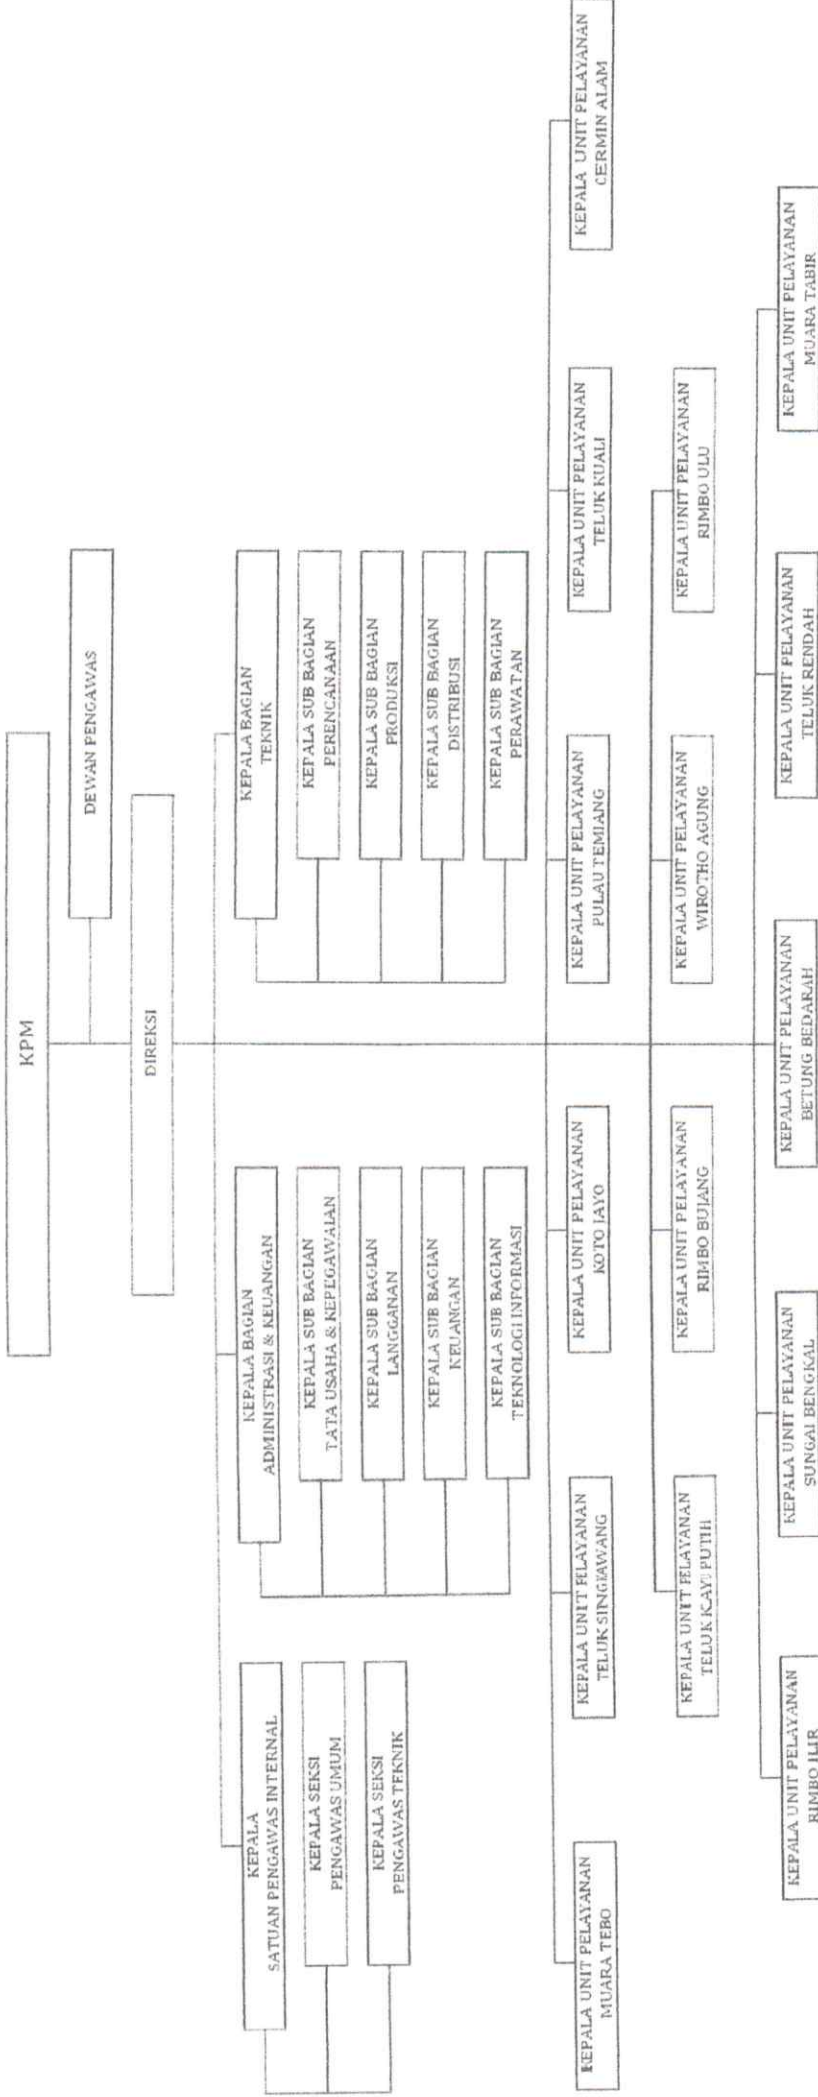 KPM
DEWAN PENGAWAS
DIREKSI
KEPALA
SATUAN PENGAWAS INTERNAL
KEPALA SEKSI
PENGAWAS UMUM
KEPALA SEKSI
PENGAWAS TEKNIK
KEPALA BAGIAN
ADMINISTRASI & KEUANGAN
KEPALA SUB BAGIAN
TATA USAHA & KEPEGAWAIAN
KEPALA SUB BAGIAN
LANGGANAN
KEPALA SUB BAGIAN
KEUANGAN
KEPALA SUB BAGIAN
TEKNOLOGI INFORMASI
KEPALA BAGIAN
TEKNIK
KEPALA SUB BAGIAN
PERENCANAAN
KEPALA SUB BAGIAN
PRODUKSI
KEPALA SUB BAGIAN
DISTRIBUSI
KEPALA SUB BAGIAN
PERAWATAN
KEPALA UNIT PELAYANAN
MUARA TEBO
KEPALA UNIT PELAYANAN
TELUK SINGKAWANG
KEPALA UNIT PELAYANAN
KOTO JAYO
KEPALA UNIT PELAYANAN
PULAU TEMIANG
KEPALA UNIT PELAYANAN
TELUK KUALI
KEPALA UNIT PELAYANAN
CERMIN ALAM
KEPALA UNIT PELAYANAN
TELUK KAYU PUTIH
KEPALA UNIT PELAYANAN
RIMBO BUJANG
KEPALA UNIT PELAYANAN
WIROTHO AGUNG
KEPALA UNIT PELAYANAN
RIMBO ULU
KEPALA UNIT PELAYANAN
RIMBO ILIR
KEPALA UNIT PELAYANAN
SUNGAI BENGKAL
KEPALA UNIT PELAYANAN
BETUNG BEDARAH
KEPALA UNIT PELAYANAN
TELUK RENDAH
KEPALA UNIT PELAYANAN
MUARA TABIR